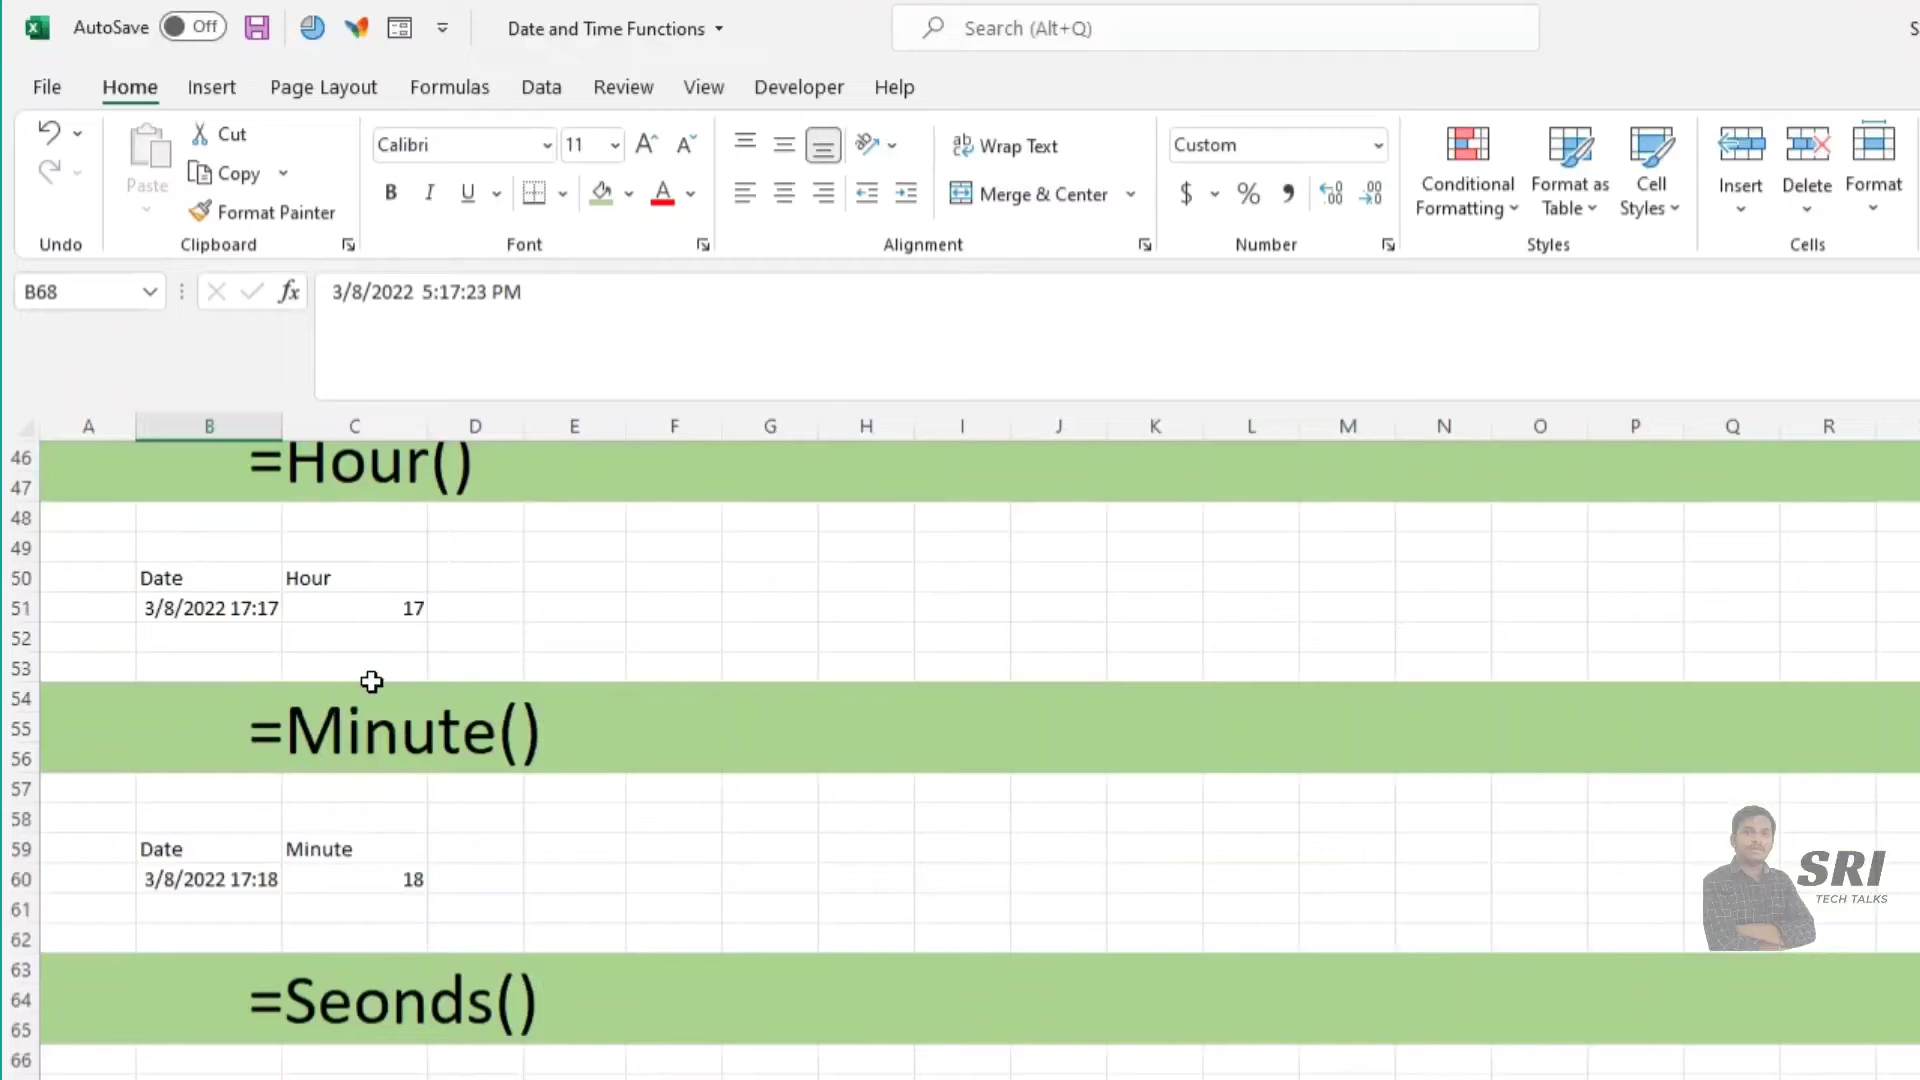 AutoSave Off Date and Time Functions Search (Alt+Q) S
File Home Insert Page Layout Formulas Data Review View Developer Help
Paste Cut Copy Format Painter
Calibri 11 A A
B I U A
ab Wrap Text
Merge & Center
Custom
$ % , .00 .00
Conditional Formatting Format as Table Cell Styles
Insert Delete Format
Undo Clipboard Font Alignment Number Styles Cells
B68 fx 3/8/2022 5:17:23 PM
A B C D E F G H I J K L M N O P Q R
46 =Hour()
47
48
49
50 Date Hour
51 3/8/2022 17:17 17
52
53
54
55 =Minute()
56
57
58
59 Date Minute
60 3/8/2022 17:18 18
61
62
63
64 =Seonds()
65
66
SRI
TECH TALKS